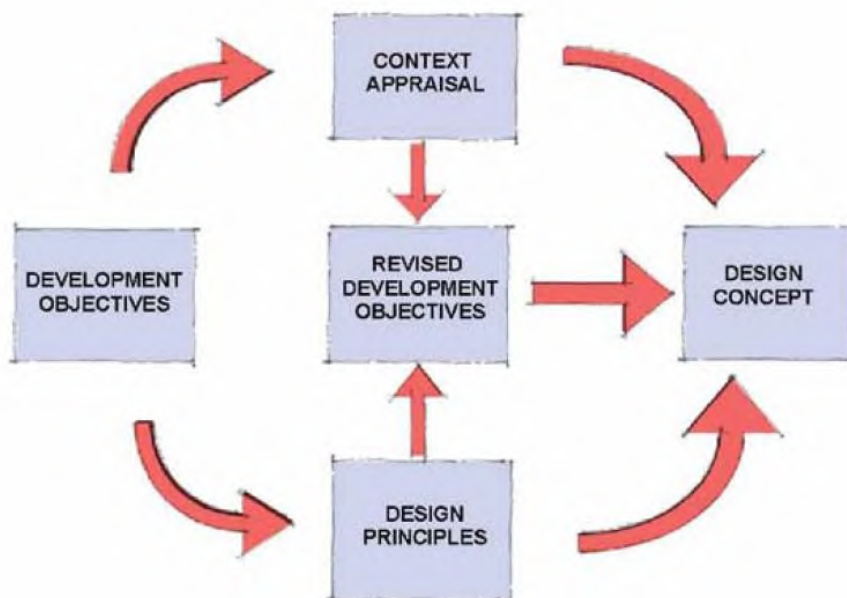 CONTEXT
APPRAISAL
DEVELOPMENT
OBJECTIVES
REVISED
DEVELOPMENT
OBJECTIVES
DESIGN
CONCEPT
DESIGN
PRINCIPLES